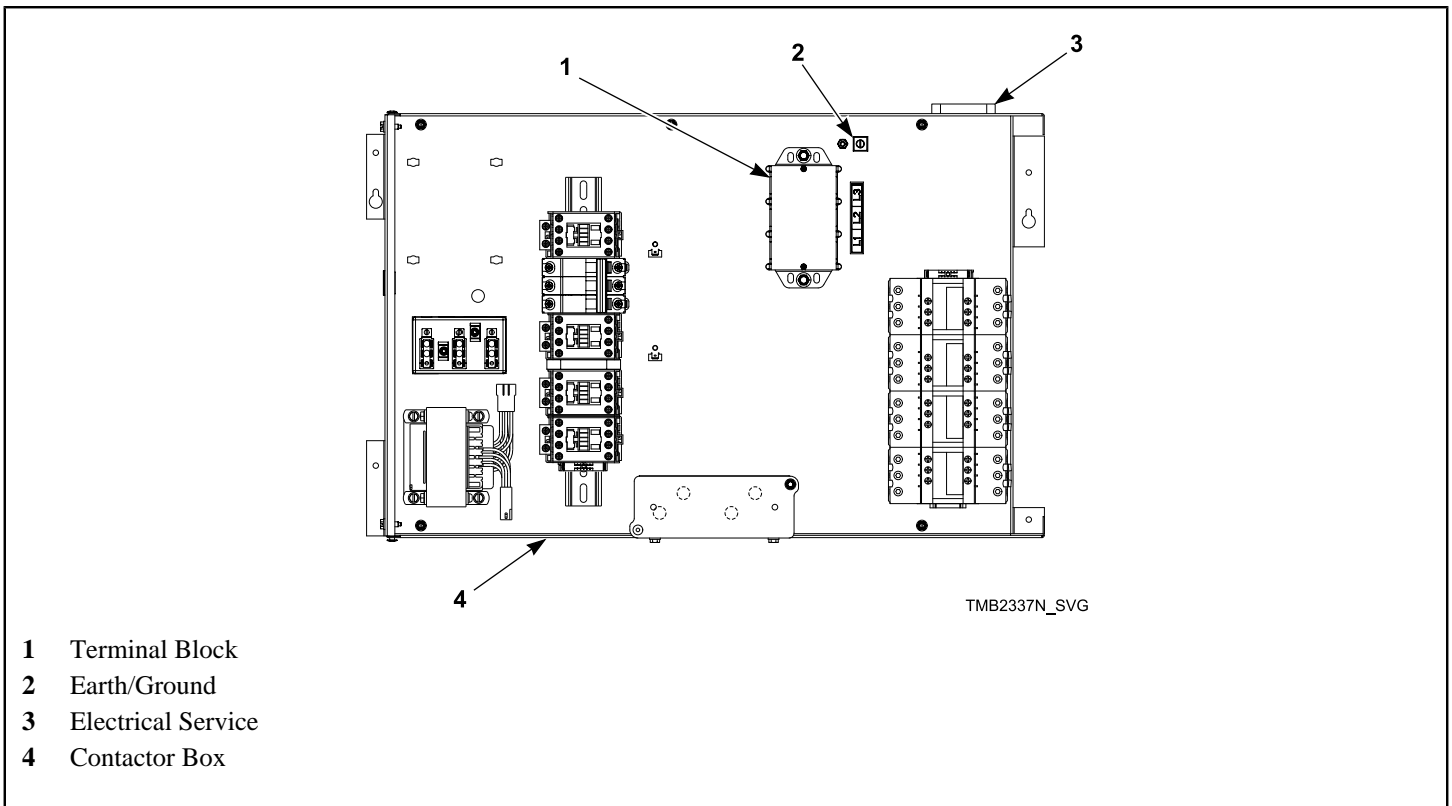 1
2
3
L1 L2 L3
4
TMB2337N_SVG
1 Terminal Block
2 Earth/Ground
3 Electrical Service
4 Contactor Box